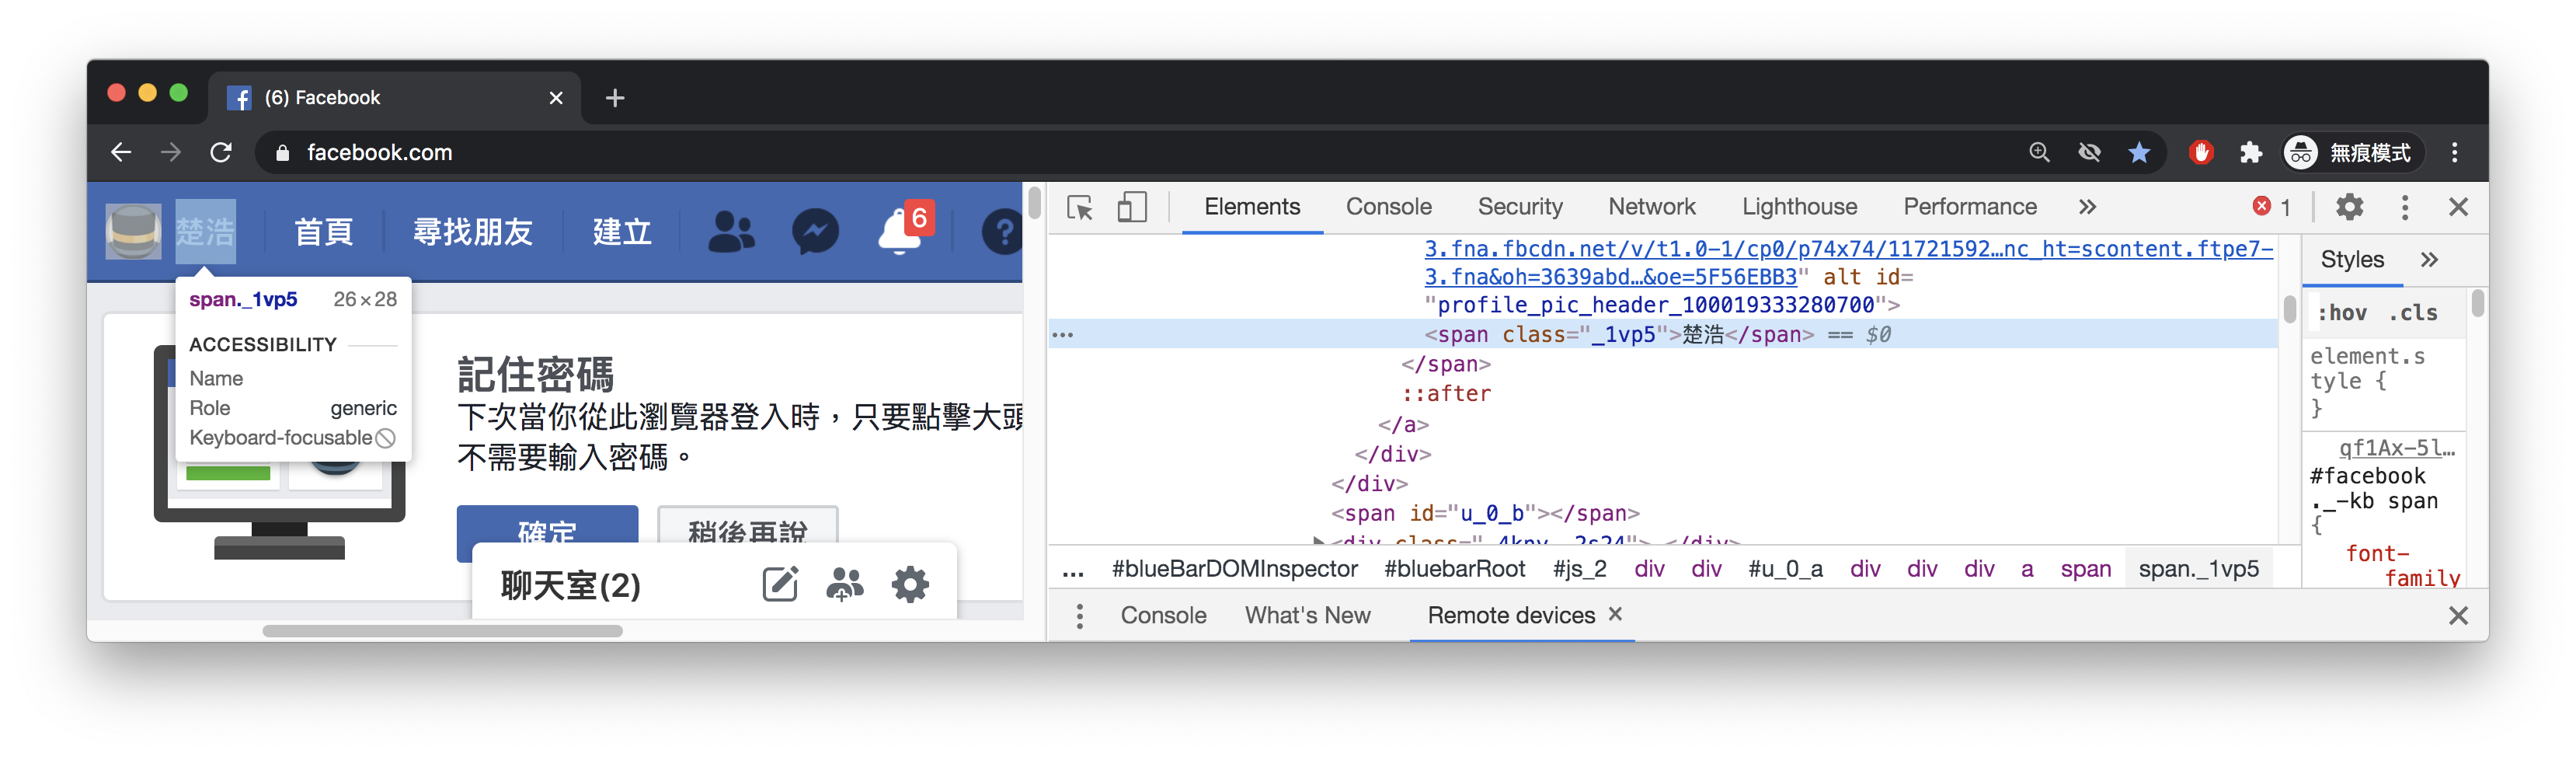 (6) Facebook
facebook.com
無痕模式
楚浩
首頁
尋找朋友
建立
6
span._1vp5 26×28
ACCESSIBILITY
Name
Role generic
Keyboard-focusable
記住密碼
下次當你從此瀏覽器登入時，只要點擊大頭
不需要輸入密碼。
確定
稍後再說
聊天室(2)
Elements Console Security Network Lighthouse Performance » 1
3.fna.fbcdn.net/v/t1.0-1/cp0/p74x74/11721592…nc_ht=scontent.ftpe7-
3.fna&oh=3639abd…&oe=5F56EBB3" alt id=
"profile_pic_header_100019333280700">
<span class="_1vp5">楚浩</span> == $0
</span>
::after
</a>
</div>
</div>
<span id="u_0_b"></span>
<div class="_4kny _2s24">…</div>
... #blueBarDOMInspector #bluebarRoot #js_2 div div #u_0_a div div div a span span._1vp5
Styles »
:hov .cls
element.s
tyle {
}
qf1Ax-5l…
#facebook
._-kb span
{
font-
family
Console What's New Remote devices